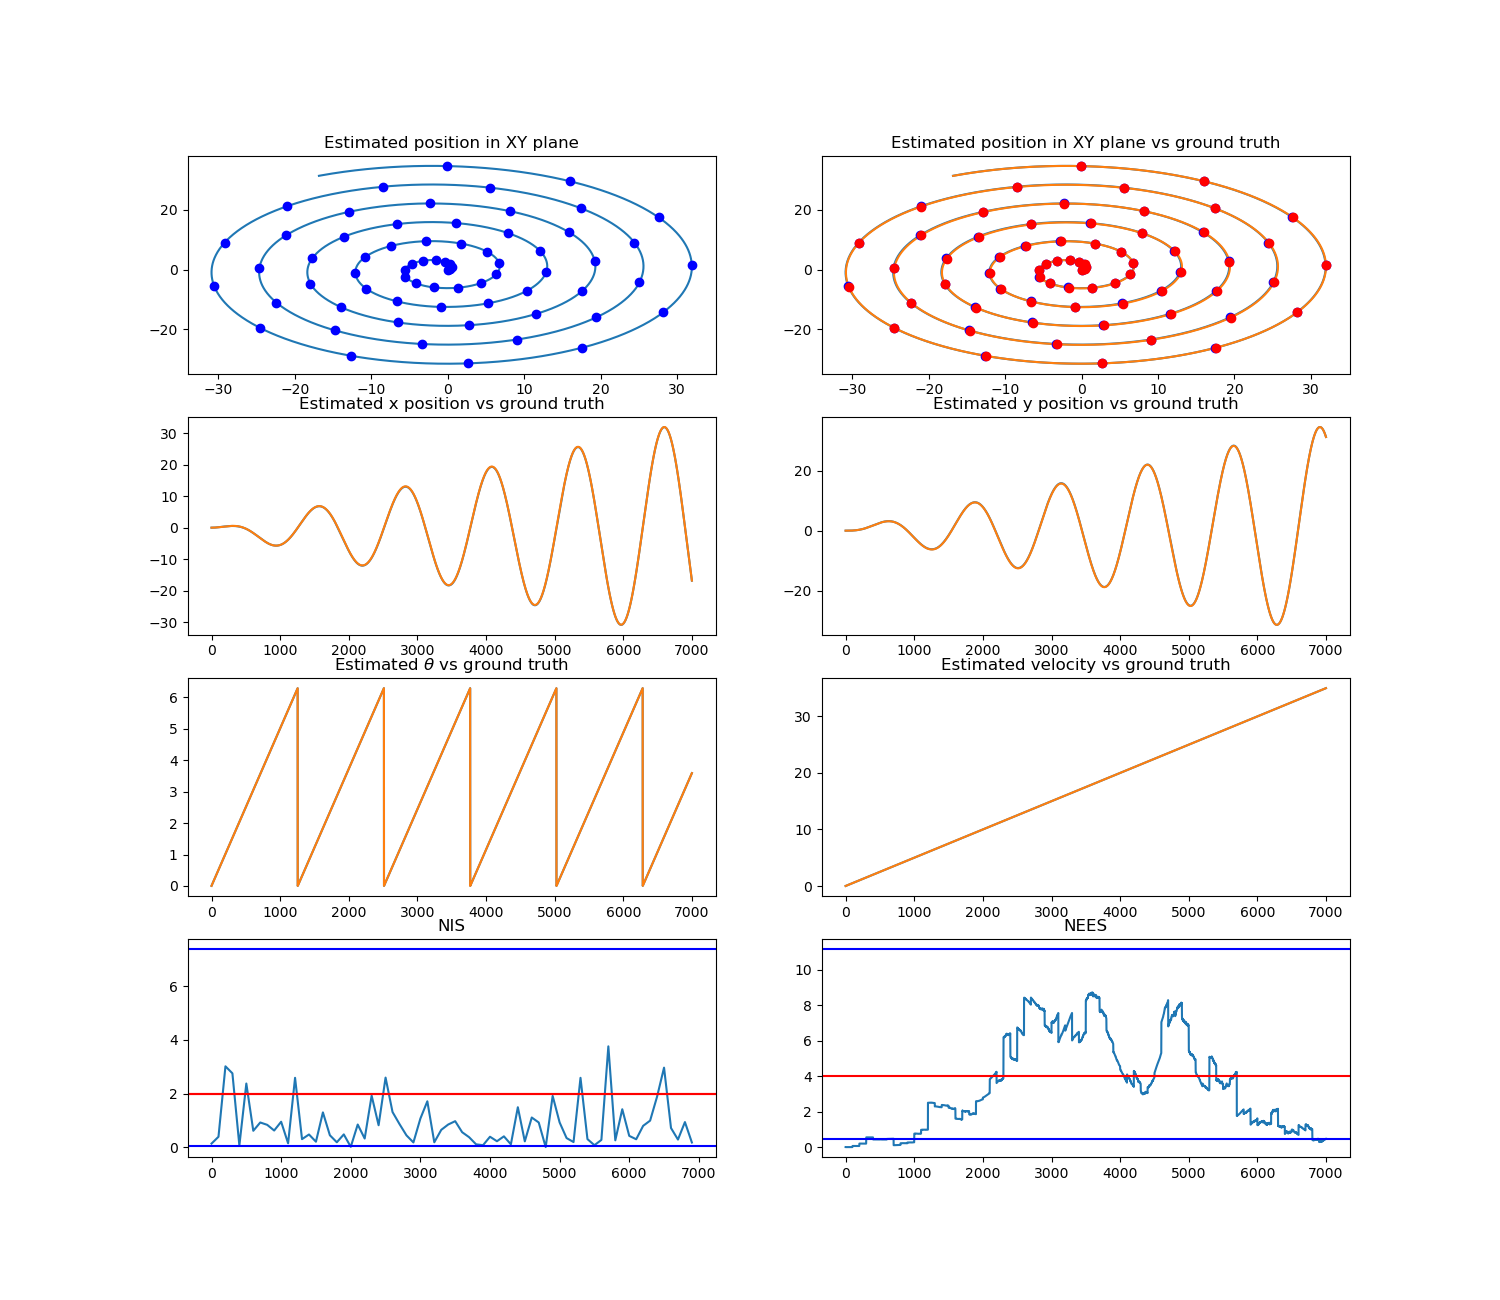 Estimated position in XY plane
20
0
−20
−30 −20 −10 0 10 20 30
Estimated position in XY plane vs ground truth
20
0
−20
−30 −20 −10 0 10 20 30
Estimated x position vs ground truth
30
20
10
0
−10
−20
−30
0 1000 2000 3000 4000 5000 6000 7000
Estimated y position vs ground truth
20
0
−20
0 1000 2000 3000 4000 5000 6000 7000
Estimated θ vs ground truth
6
5
4
3
2
1
0
0 1000 2000 3000 4000 5000 6000 7000
Estimated velocity vs ground truth
30
20
10
0
0 1000 2000 3000 4000 5000 6000 7000
NIS
6
4
2
0
0 1000 2000 3000 4000 5000 6000 7000
NEES
10
8
6
4
2
0
0 1000 2000 3000 4000 5000 6000 7000